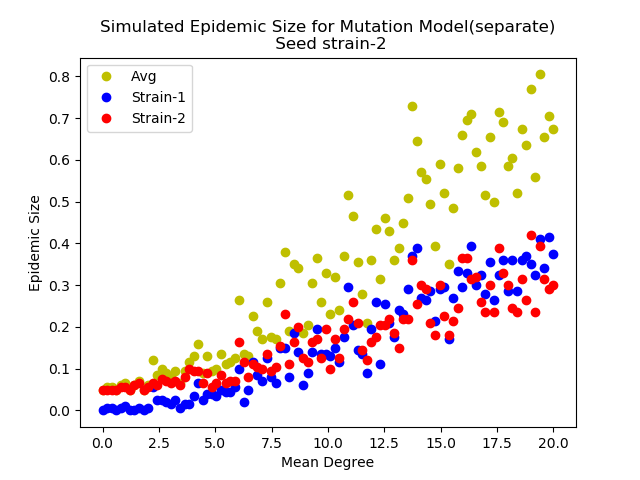 Simulated Epidemic Size for Mutation Model(separate)
Seed strain-2
Avg
Strain-1
Strain-2
Epidemic Size
0.8
0.7
0.6
0.5
0.4
0.3
0.2
0.1
0.0
0.0 2.5 5.0 7.5 10.0 12.5 15.0 17.5 20.0
Mean Degree